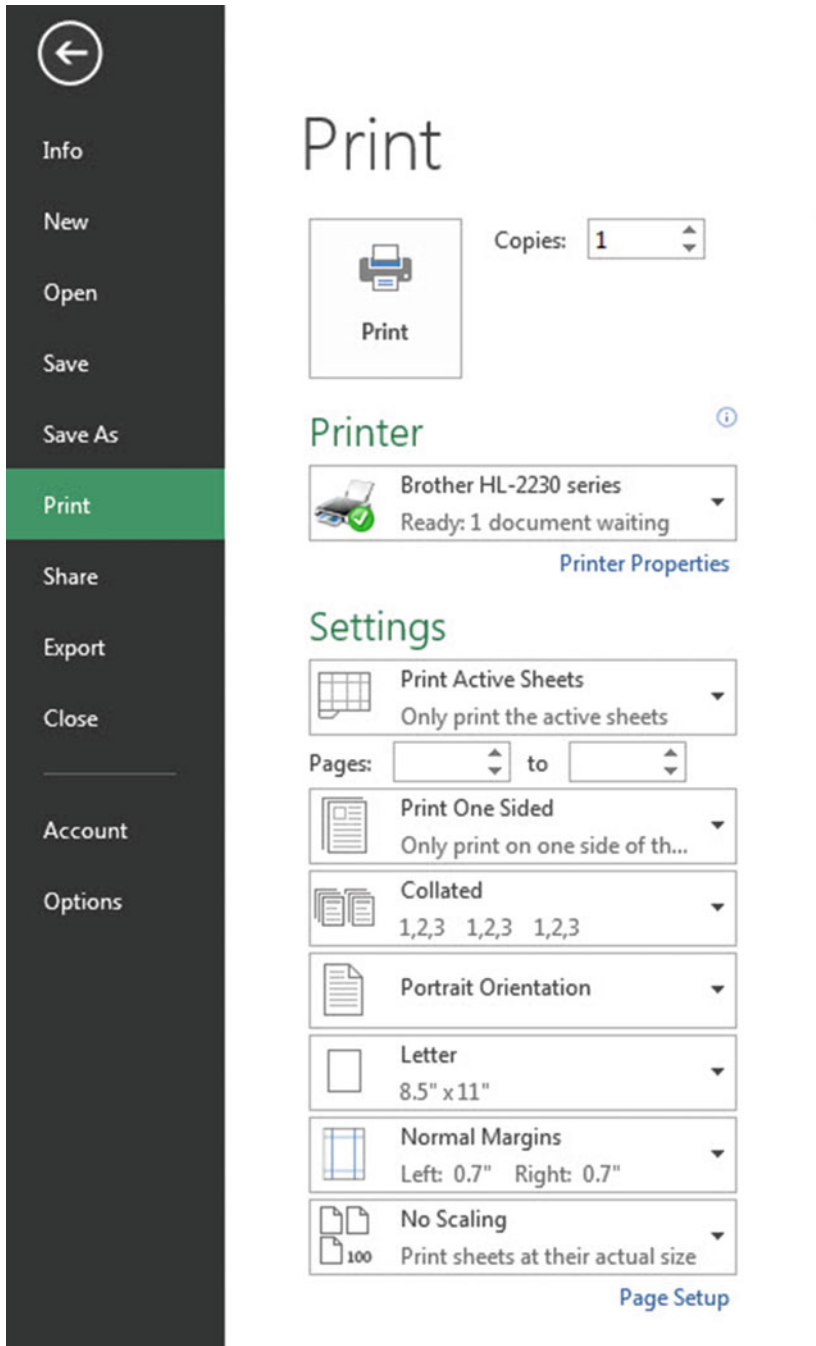 Info
New
Open
Save
Save As
Print
Share
Export
Close
Account
Options
Print
Print
Copies: 1
Printer
Brother HL-2230 series
Ready: 1 document waiting
Printer Properties
Settings
Print Active Sheets
Only print the active sheets
Pages: to
Print One Sided
Only print on one side of th...
Collated
1,2,3 1,2,3 1,2,3
Portrait Orientation
Letter
8.5" x 11"
Normal Margins
Left: 0.7" Right: 0.7"
No Scaling
100 Print sheets at their actual size
Page Setup